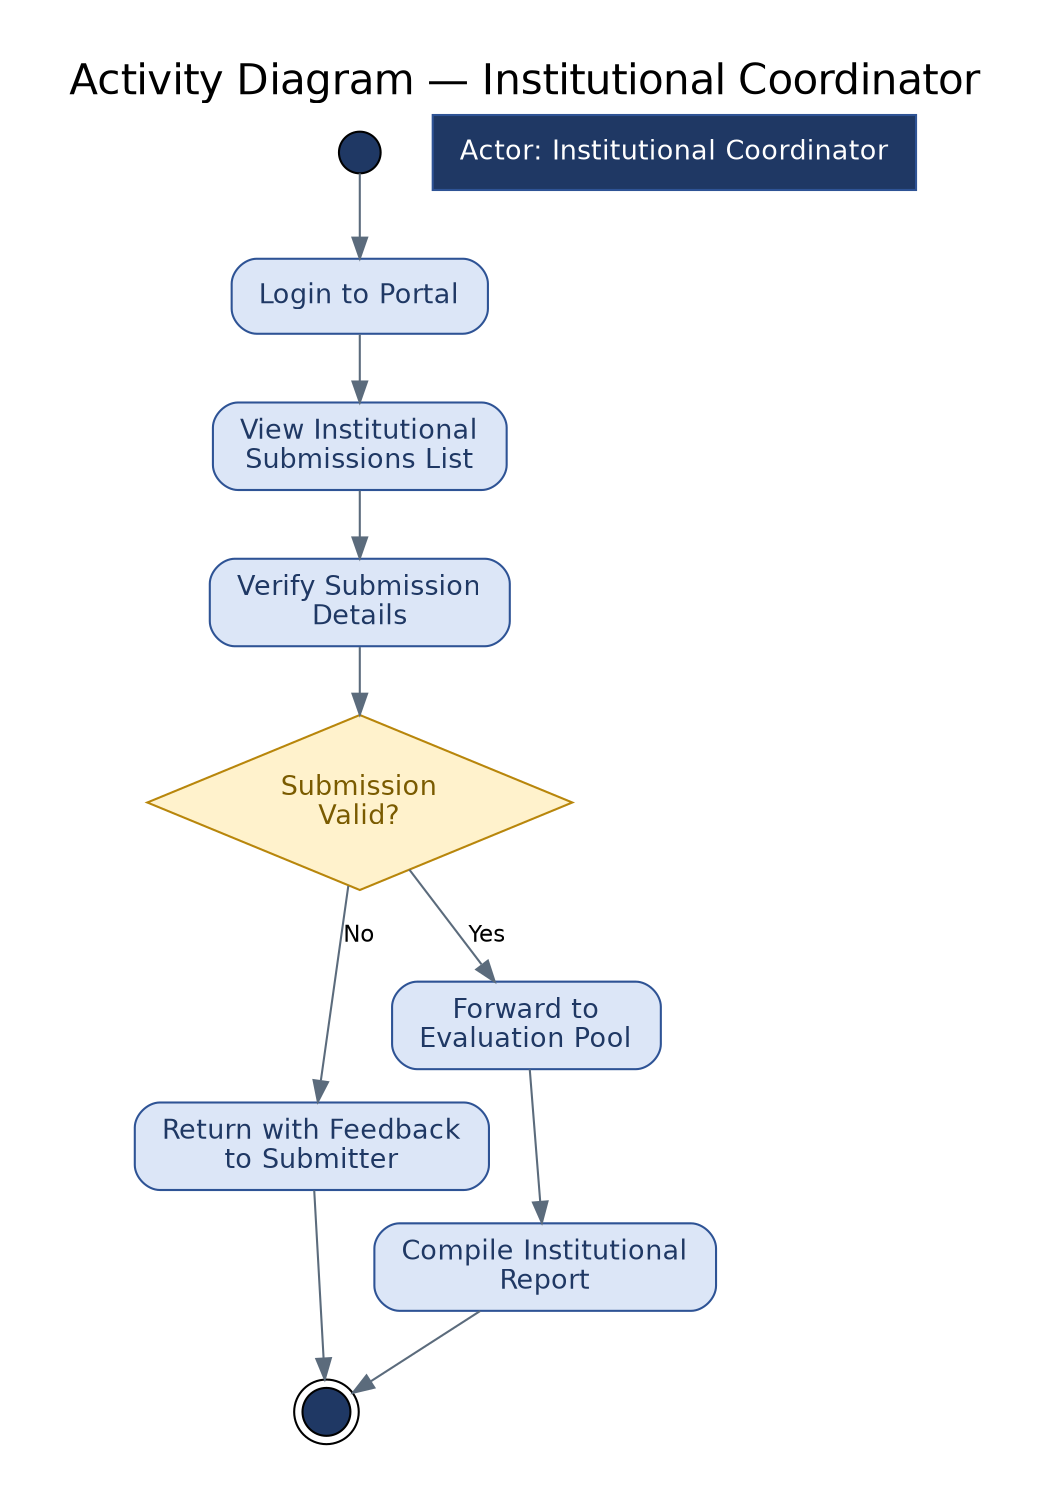 Activity Diagram — Institutional Coordinator
Actor: Institutional Coordinator
Login to Portal
View Institutional
Submissions List
Verify Submission
Details
Submission
Valid?
No
Yes
Forward to
Evaluation Pool
Return with Feedback
to Submitter
Compile Institutional
Report